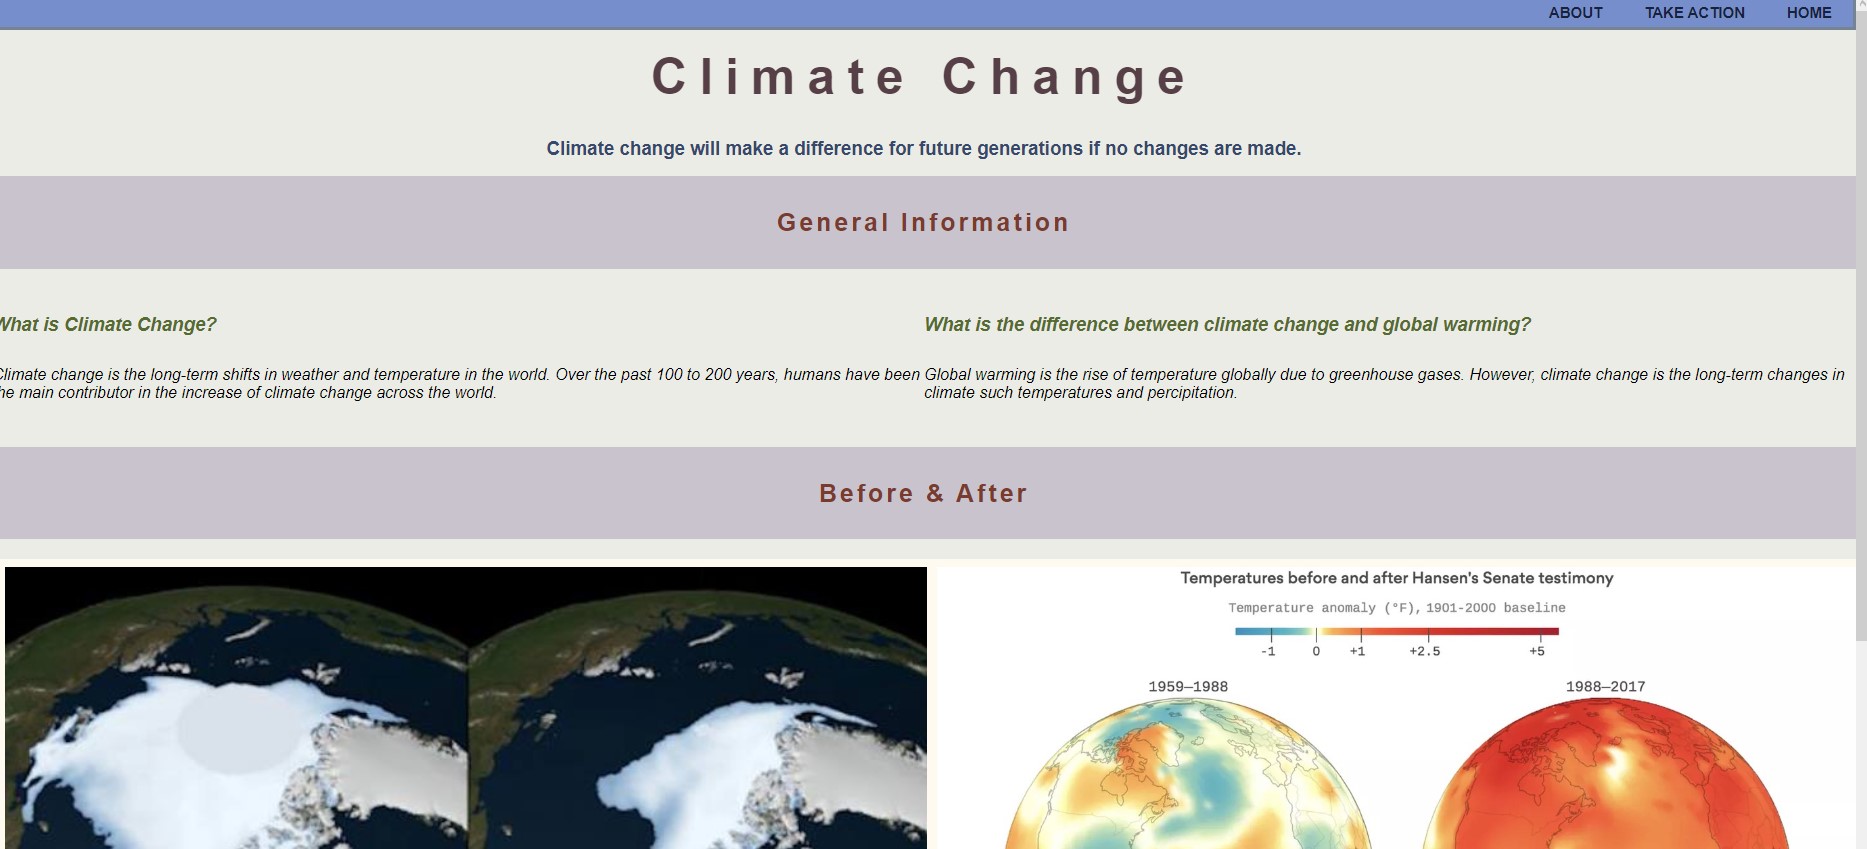 ABOUT TAKE ACTION HOME
Climate Change
Climate change will make a difference for future generations if no changes are made.
General Information
What is Climate Change?
Climate change is the long-term shifts in weather and temperature in the world. Over the past 100 to 200 years, humans have been
the main contributor in the increase of climate change across the world.
What is the difference between climate change and global warming?
Global warming is the rise of temperature globally due to greenhouse gases. However, climate change is the long-term changes in
climate such temperatures and percipitation.
Before & After
Temperatures before and after Hansen's Senate testimony
Temperature anomaly (°F), 1901-2000 baseline
-1 0 +1 +2.5 +5
1959–1988 1988–2017